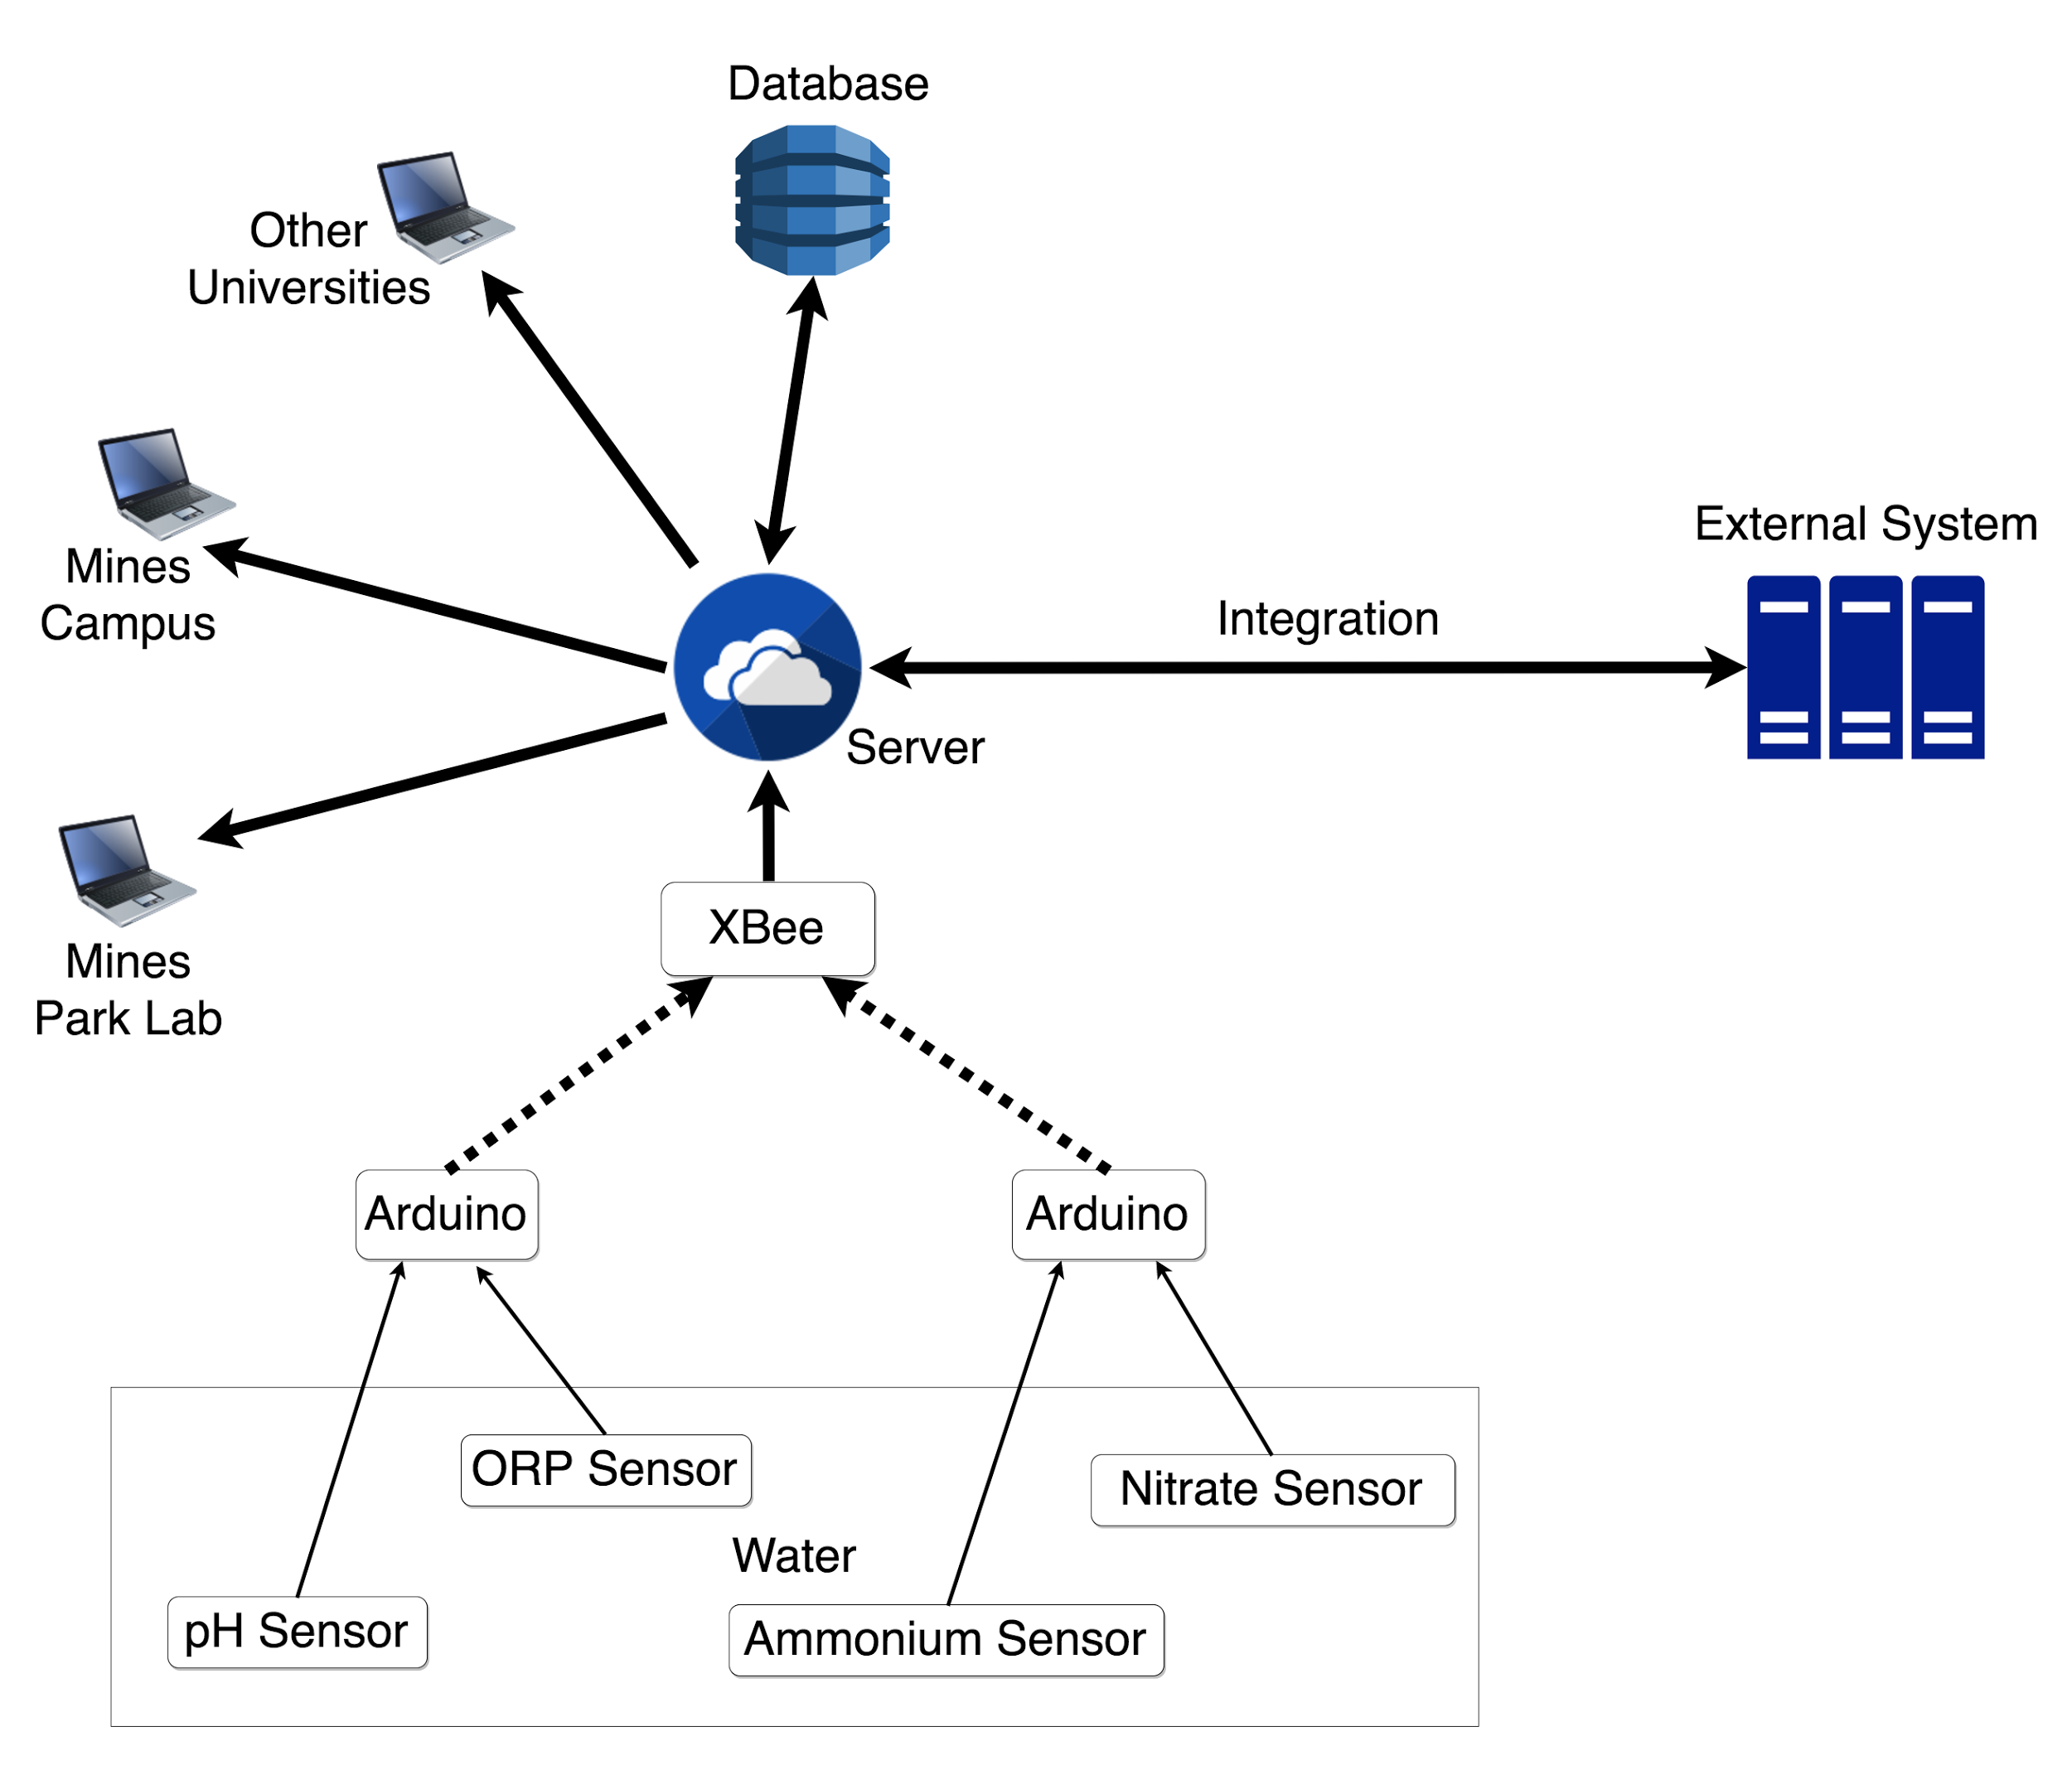 Database
Other
Universities
Mines
Campus
External System
Integration
Server
Mines
Park Lab
XBee
Arduino
Arduino
ORP Sensor
Nitrate Sensor
Water
pH Sensor
Ammonium Sensor